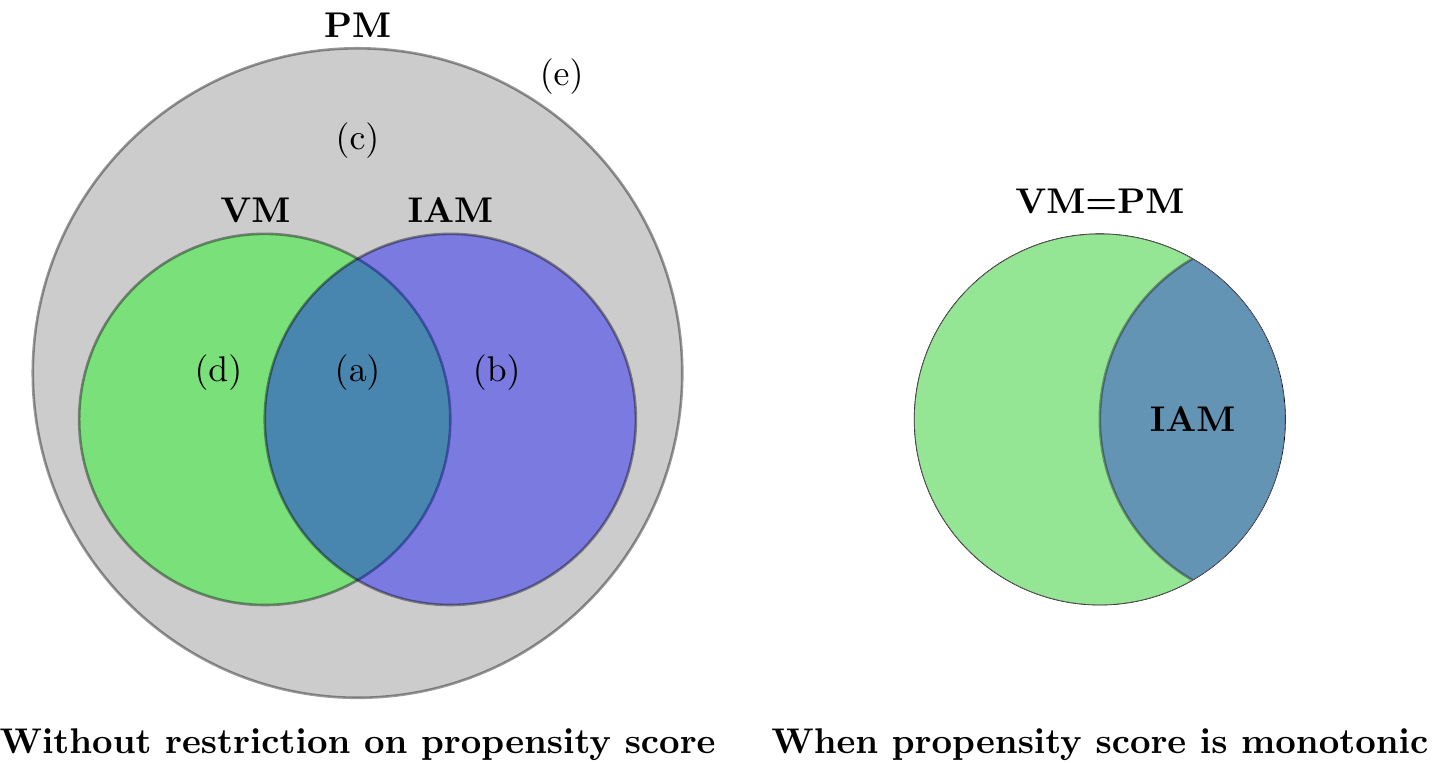 PM
(e)
(c)
VM
IAM
(d)
(a)
(b)
Without restriction on propensity score
VM=PM
IAM
When propensity score is monotonic